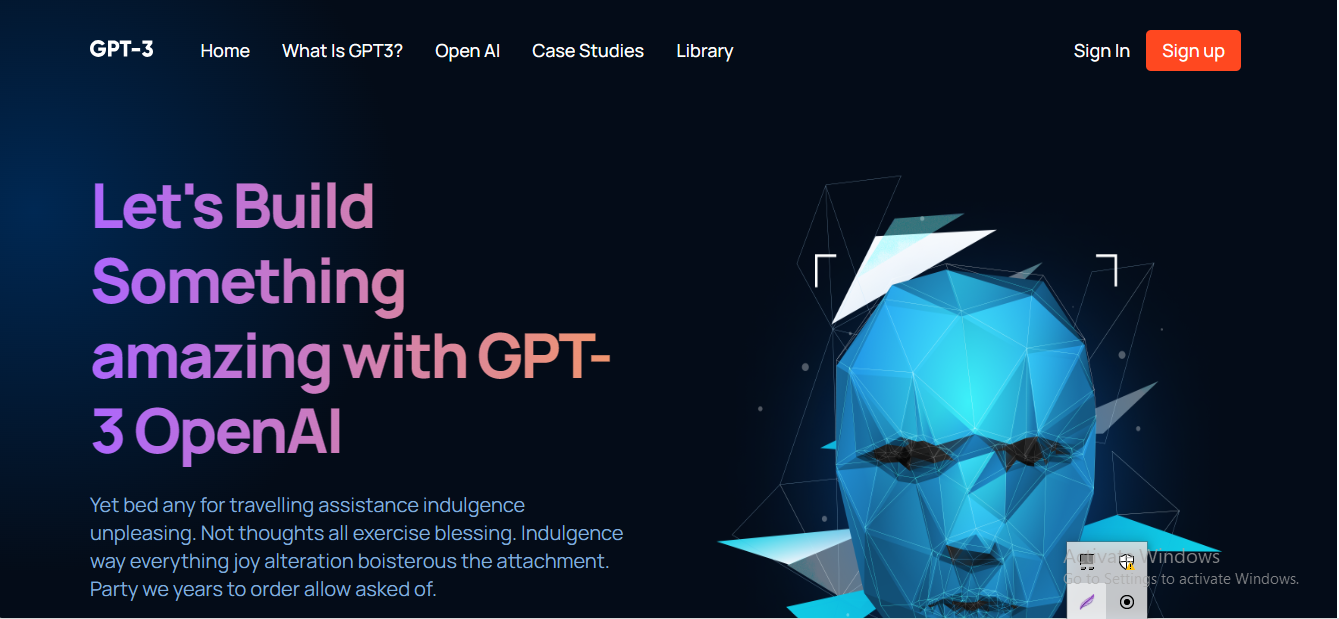 GPT-3 Home What Is GPT3? Open AI Case Studies Library Sign In Sign up
Let's Build
Something
amazing with GPT-
3 OpenAI
Yet bed any for travelling assistance indulgence
unpleasing. Not thoughts all exercise blessing. Indulgence
way everything joy alteration boisterous the attachment.
Party we years to order allow asked of.
Activate Windows
Go to Settings to activate Windows.